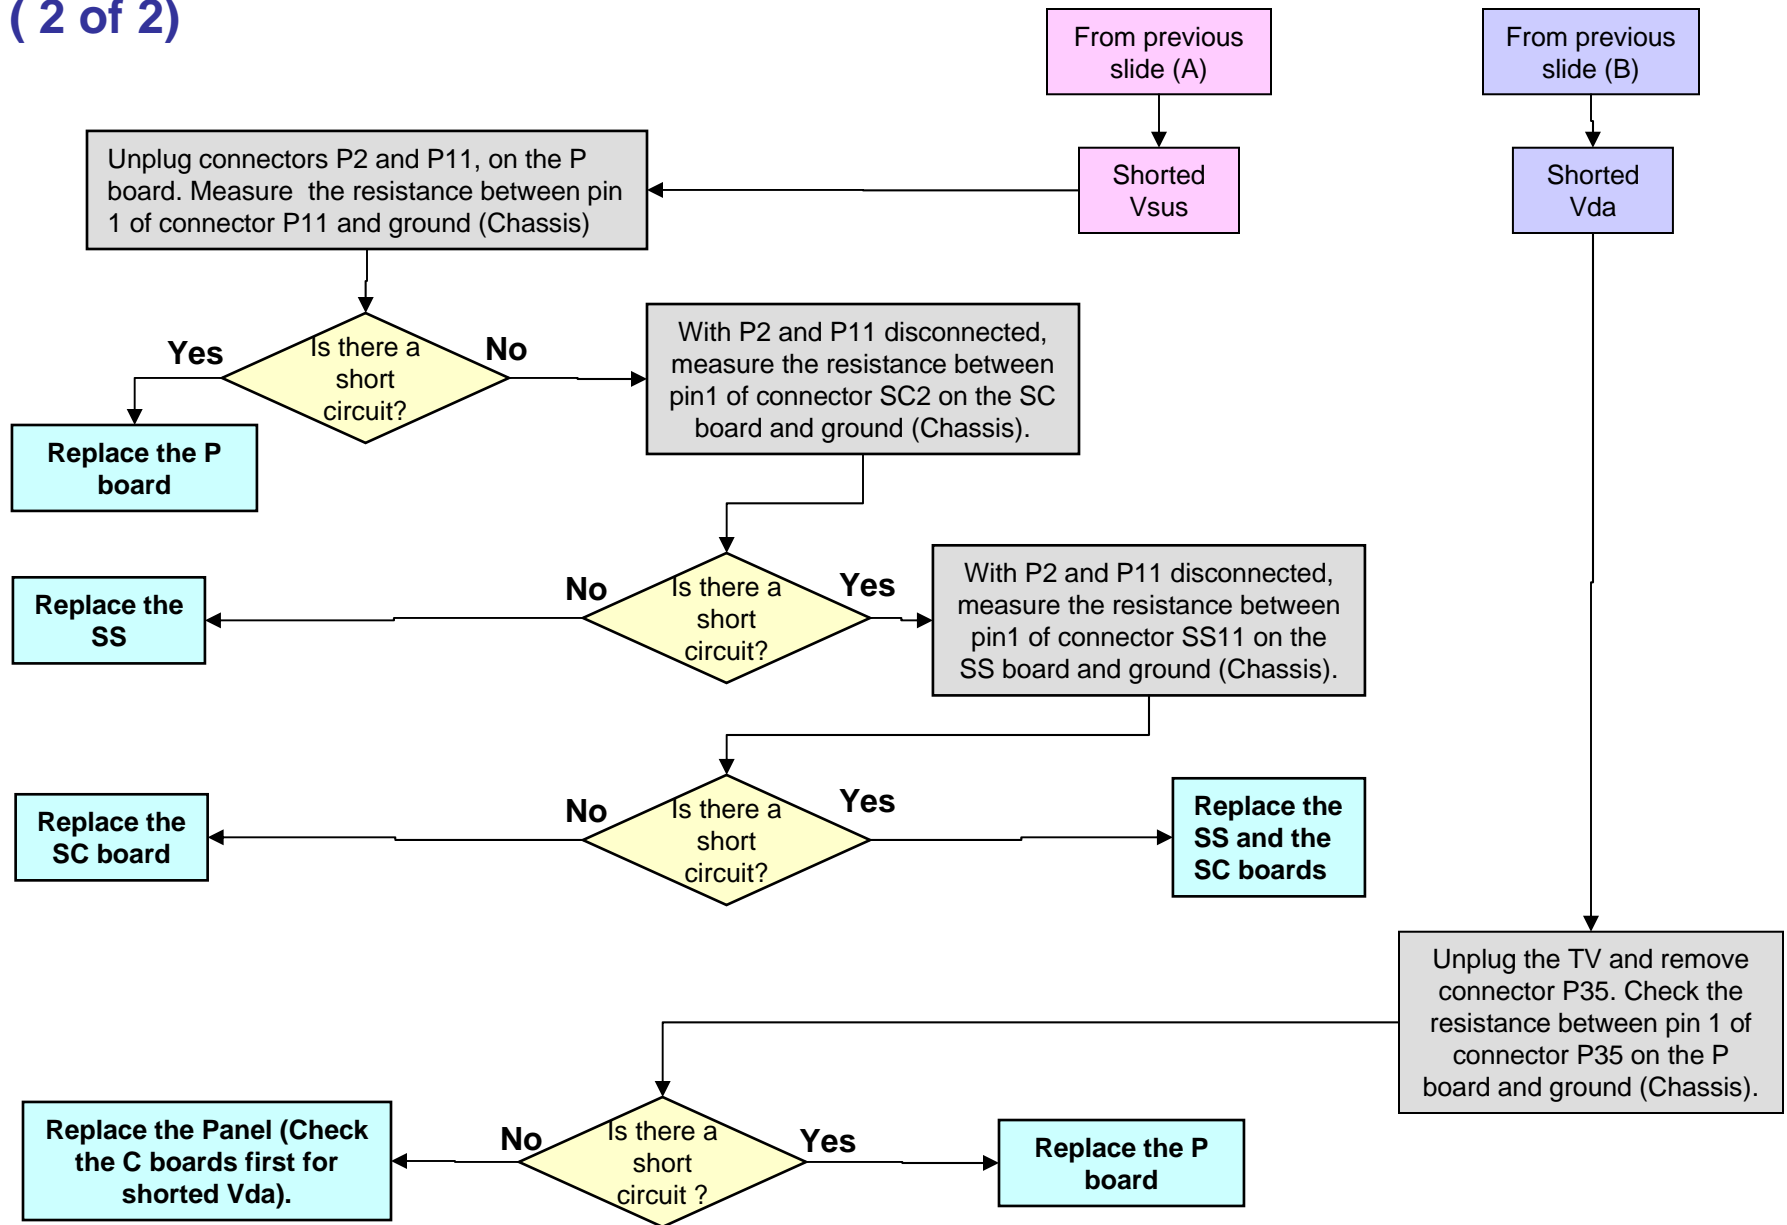 ( 2 of 2)
From previous
slide (A)
From previous
slide (B)
Unplug connectors P2 and P11, on the P
board. Measure  the resistance between pin
1 of connector P11 and ground (Chassis)
Shorted
Vsus
Shorted
Vda
Yes
Is there a
short
circuit?
No
With P2 and P11 disconnected,
measure the resistance between
pin1 of connector SC2 on the SC
board and ground (Chassis).
Replace the P
board
Replace the
SS
No
Is there a
short
circuit?
Yes
With P2 and P11 disconnected,
measure the resistance between
pin1 of connector SS11 on the
SS board and ground (Chassis).
Replace the
SC board
No
Is there a
short
circuit?
Yes
Replace the
SS and the
SC boards
Unplug the TV and remove
connector P35. Check the
resistance between pin 1 of
connector P35 on the P
board and ground (Chassis).
Replace the Panel (Check
the C boards first for
shorted Vda).
No
Is there a
short
circuit ?
Yes
Replace the P
board